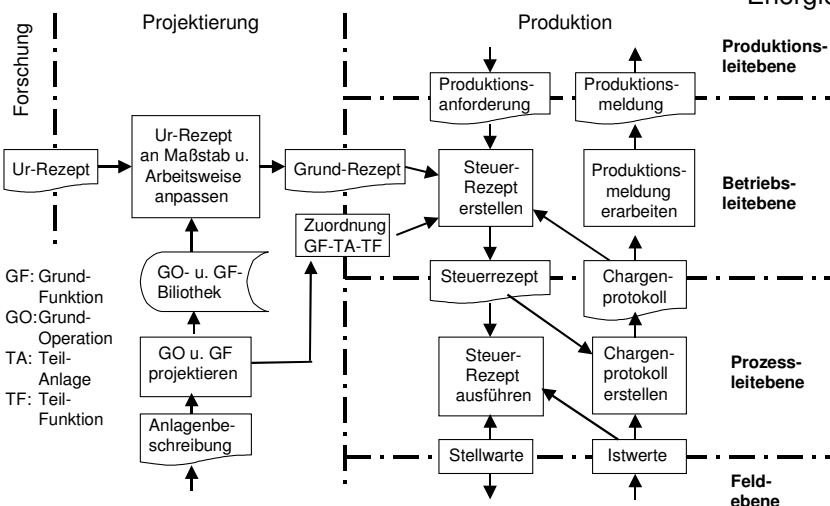 Energie
Forschung
Projektierung
Produktion
Produktions-
leitebene
Produktions-
anforderung
Produktions-
meldung
Ur-Rezept
Ur-Rezept
an Maßstab u.
Arbeitsweise
anpassen
Grund-Rezept
Steuer-
Rezept
erstellen
Produktions-
meldung
erarbeiten
Betriebs-
leitebene
Zuordnung
GF-TA-TF
GO- u. GF-
Biliothek
Steuerrezept
Chargen-
protokoll
GF: Grund-
Funktion
GO:Grund-
Operation
TA: Teil-
Anlage
TF: Teil-
Funktion
GO u. GF
projektieren
Steuer-
Rezept
ausführen
Chargen-
protokoll
erstellen
Prozess-
leitebene
Anlagenbe-
schreibung
Stellwarte
Istwerte
Feld-
ebene